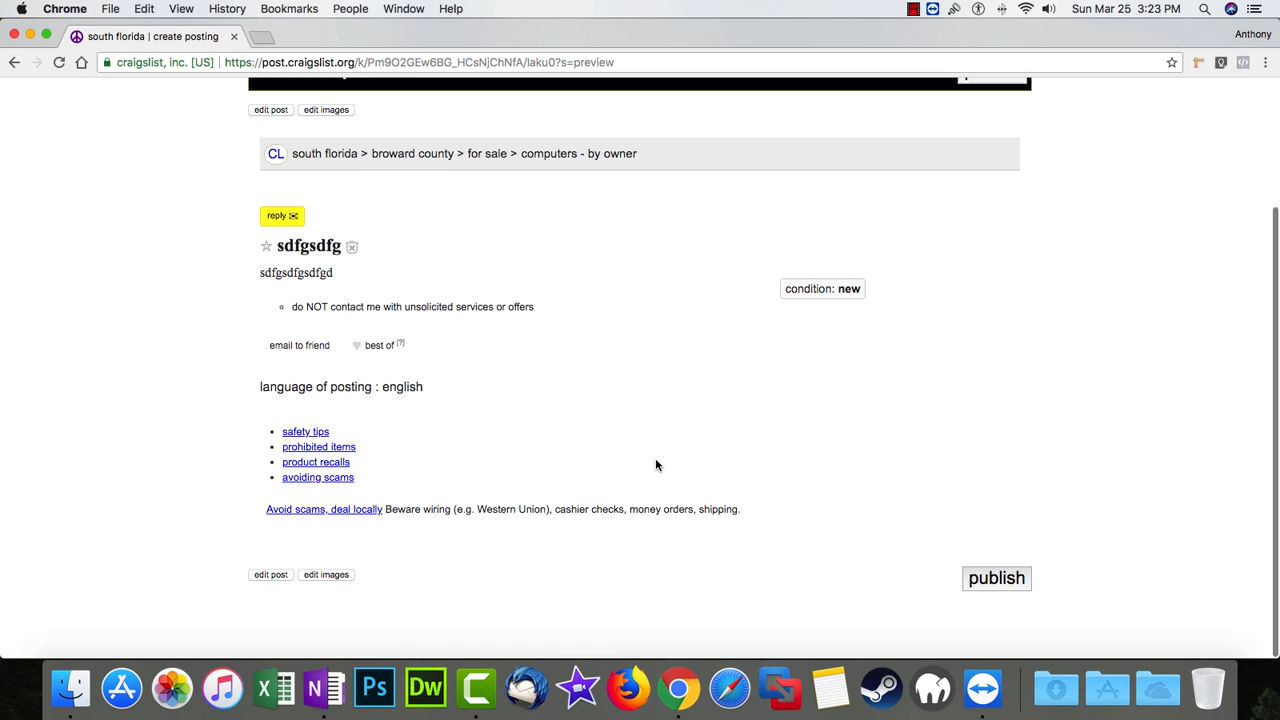 Chrome File Edit View History Bookmarks People Window Help Sun Mar 25 3:23 PM
south florida | create posting
Anthony
craigslist, inc. [US] https://post.craigslist.org/k/Pm9O2GEw6BG_HCsNjChNfA/laku0?s=preview
edit post edit images
CL south florida > broward county > for sale > computers - by owner
reply
sdfgsdfg
sdfgsdfgsdfgd
condition: new
do NOT contact me with unsolicited services or offers
email to friend best of [?]
language of posting : english
safety tips
prohibited items
product recalls
avoiding scams
Avoid scams, deal locally Beware wiring (e.g. Western Union), cashier checks, money orders, shipping.
edit post edit images
publish
Ps Dw